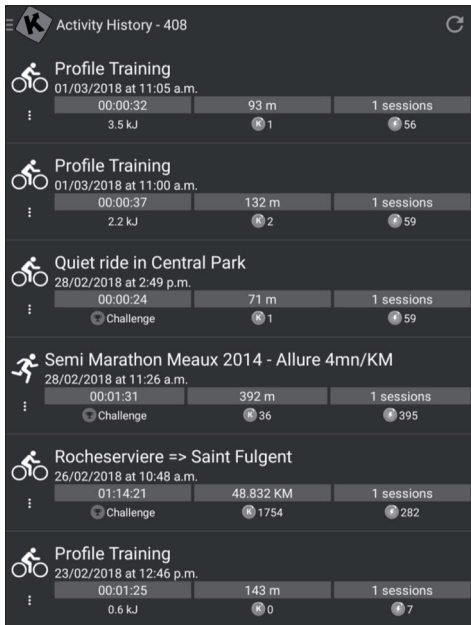 K Activity History - 408
Profile Training
01/03/2018 at 11:05 a.m.
00:00:32 93 m 1 sessions
3.5 kJ K 1 56
Profile Training
01/03/2018 at 11:00 a.m.
00:00:37 132 m 1 sessions
2.2 kJ K 2 59
Quiet ride in Central Park
28/02/2018 at 2:49 p.m.
00:00:24 71 m 1 sessions
Challenge K 1 59
Semi Marathon Meaux 2014 - Allure 4mn/KM
28/02/2018 at 11:26 a.m.
00:01:31 392 m 1 sessions
Challenge K 36 395
Rocheserviere => Saint Fulgent
26/02/2018 at 10:48 a.m.
01:14:21 48.832 KM 1 sessions
Challenge K 1754 282
Profile Training
23/02/2018 at 12:46 p.m.
00:01:25 143 m 1 sessions
0.6 kJ K 0 7